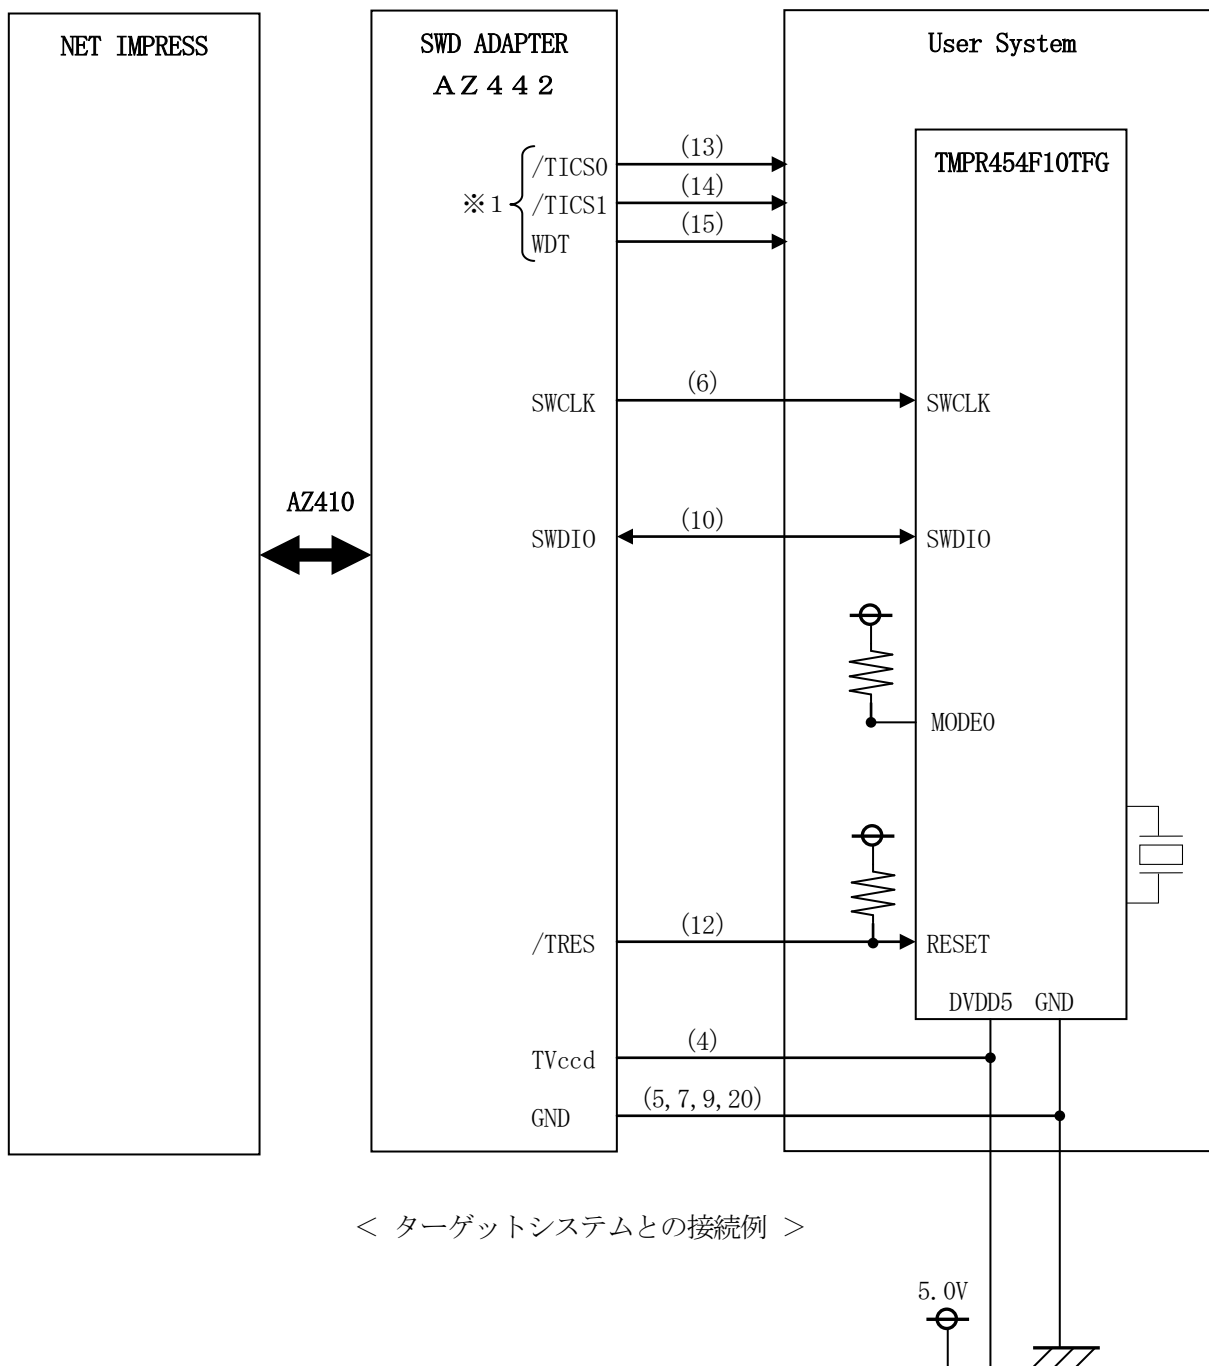 NET IMPRESS
SWD ADAPTER
AZ442
User System
TMPR454F10TFG
※1
/TICS0
(13)
/TICS1
(14)
WDT
(15)
SWCLK
(6)
SWCLK
AZ410
SWDIO
(10)
SWDIO
MODE0
/TRES
(12)
RESET
DVDD5 GND
TVccd
(4)
GND
(5,7,9,20)
< ターゲットシステムとの接続例 >
5.0V